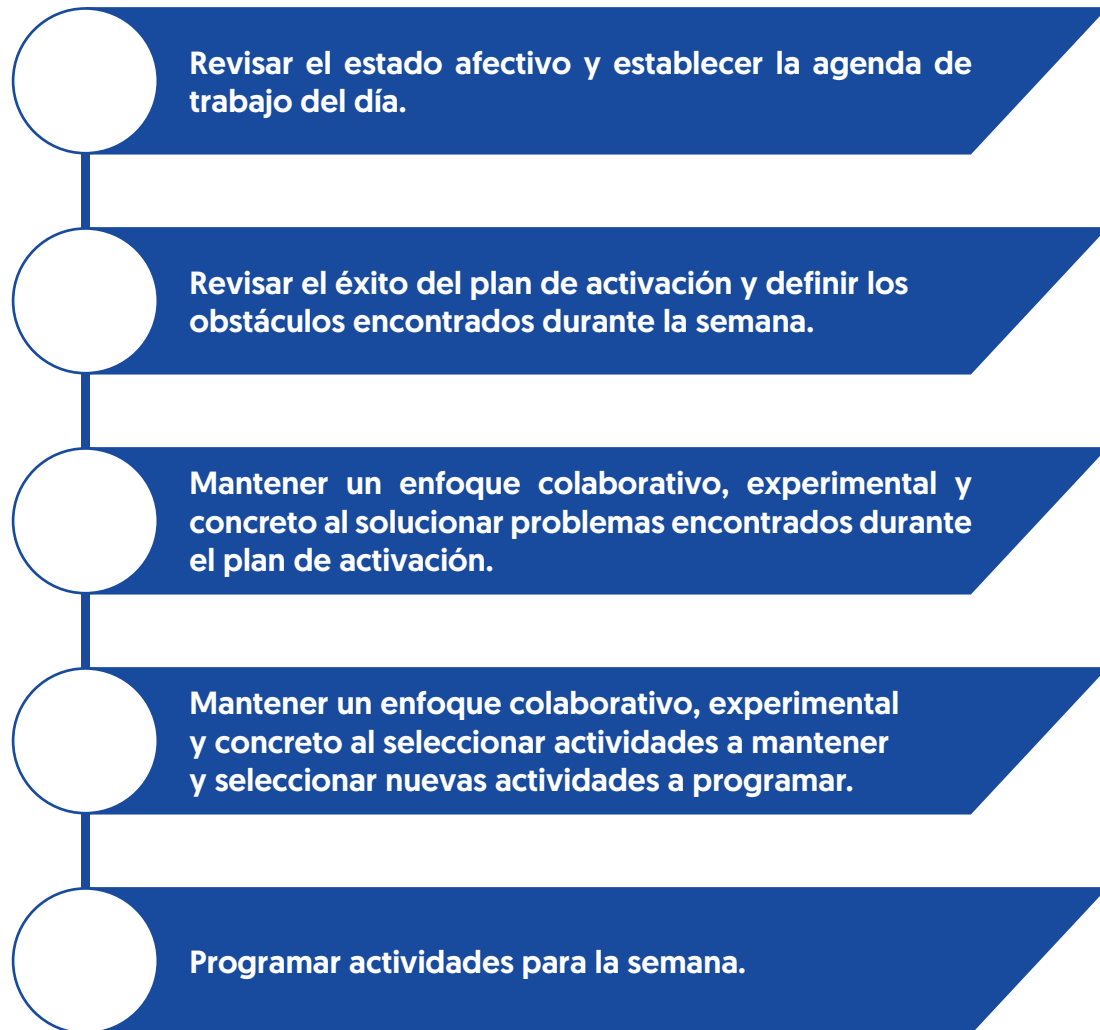 Revisar el estado afectivo y establecer la agenda de
trabajo del día.
Revisar el éxito del plan de activación y definir los
obstáculos encontrados durante la semana.
Mantener un enfoque colaborativo, experimental y
concreto al solucionar problemas encontrados durante
el plan de activación.
Mantener un enfoque colaborativo, experimental
y concreto al seleccionar actividades a mantener
y seleccionar nuevas actividades a programar.
Programar actividades para la semana.